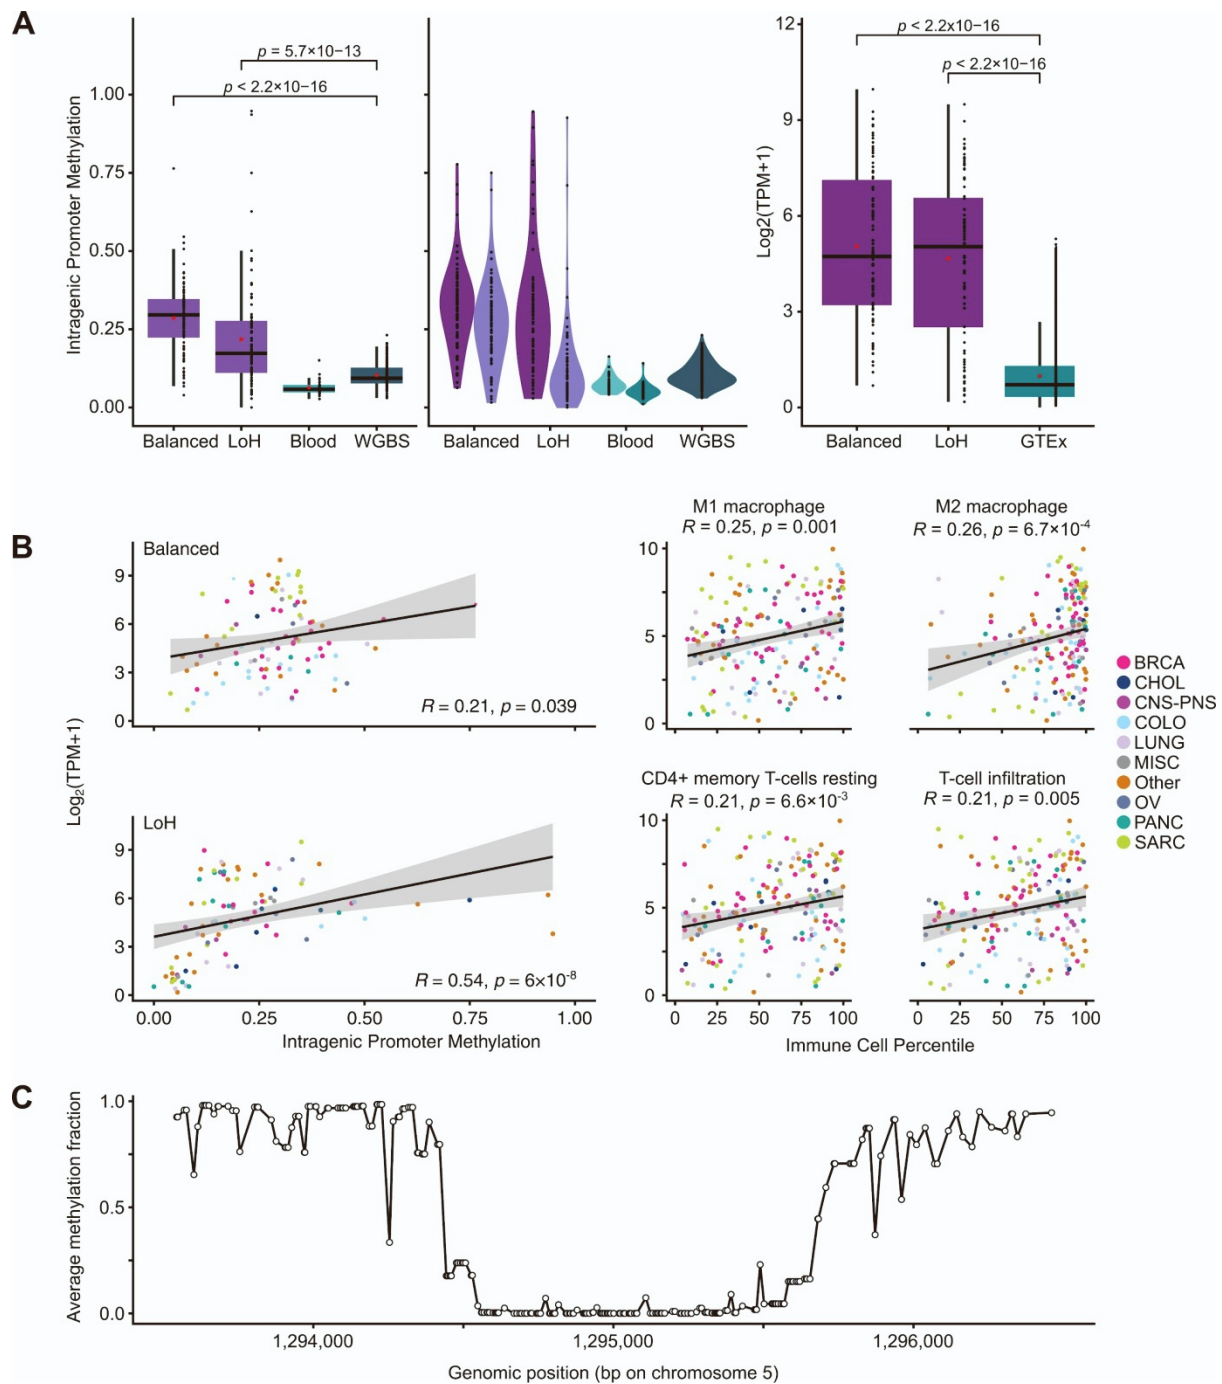 A
Intragenic Promoter Methylation
1.00
0.75
0.50
0.25
0.00
p = 5.7×10−13
p < 2.2×10−16
Balanced LoH Blood WGBS
Balanced LoH Blood WGBS
Log2(TPM+1)
12
9
6
3
0
p < 2.2x10−16
p < 2.2×10−16
Balanced LoH GTEx
B
Log2(TPM+1)
Balanced
9
6
3
0
R = 0.21, p = 0.039
LoH
9
6
3
0
R = 0.54, p = 6×10-8
0.00 0.25 0.50 0.75 1.00
Intragenic Promoter Methylation
M1 macrophage
R = 0.25, p = 0.001
10
5
0
M2 macrophage
R = 0.26, p = 6.7×10-4
CD4+ memory T-cells resting
R = 0.21, p = 6.6×10-3
10
5
0
0 25 50 75 100
T-cell infiltration
R = 0.21, p = 0.005
0 25 50 75 100
Immune Cell Percentile
BRCA
CHOL
CNS-PNS
COLO
LUNG
MISC
Other
OV
PANC
SARC
C
Average methylation fraction
1.0
0.5
0.0
1,294,000 1,295,000 1,296,000
Genomic position (bp on chromosome 5)